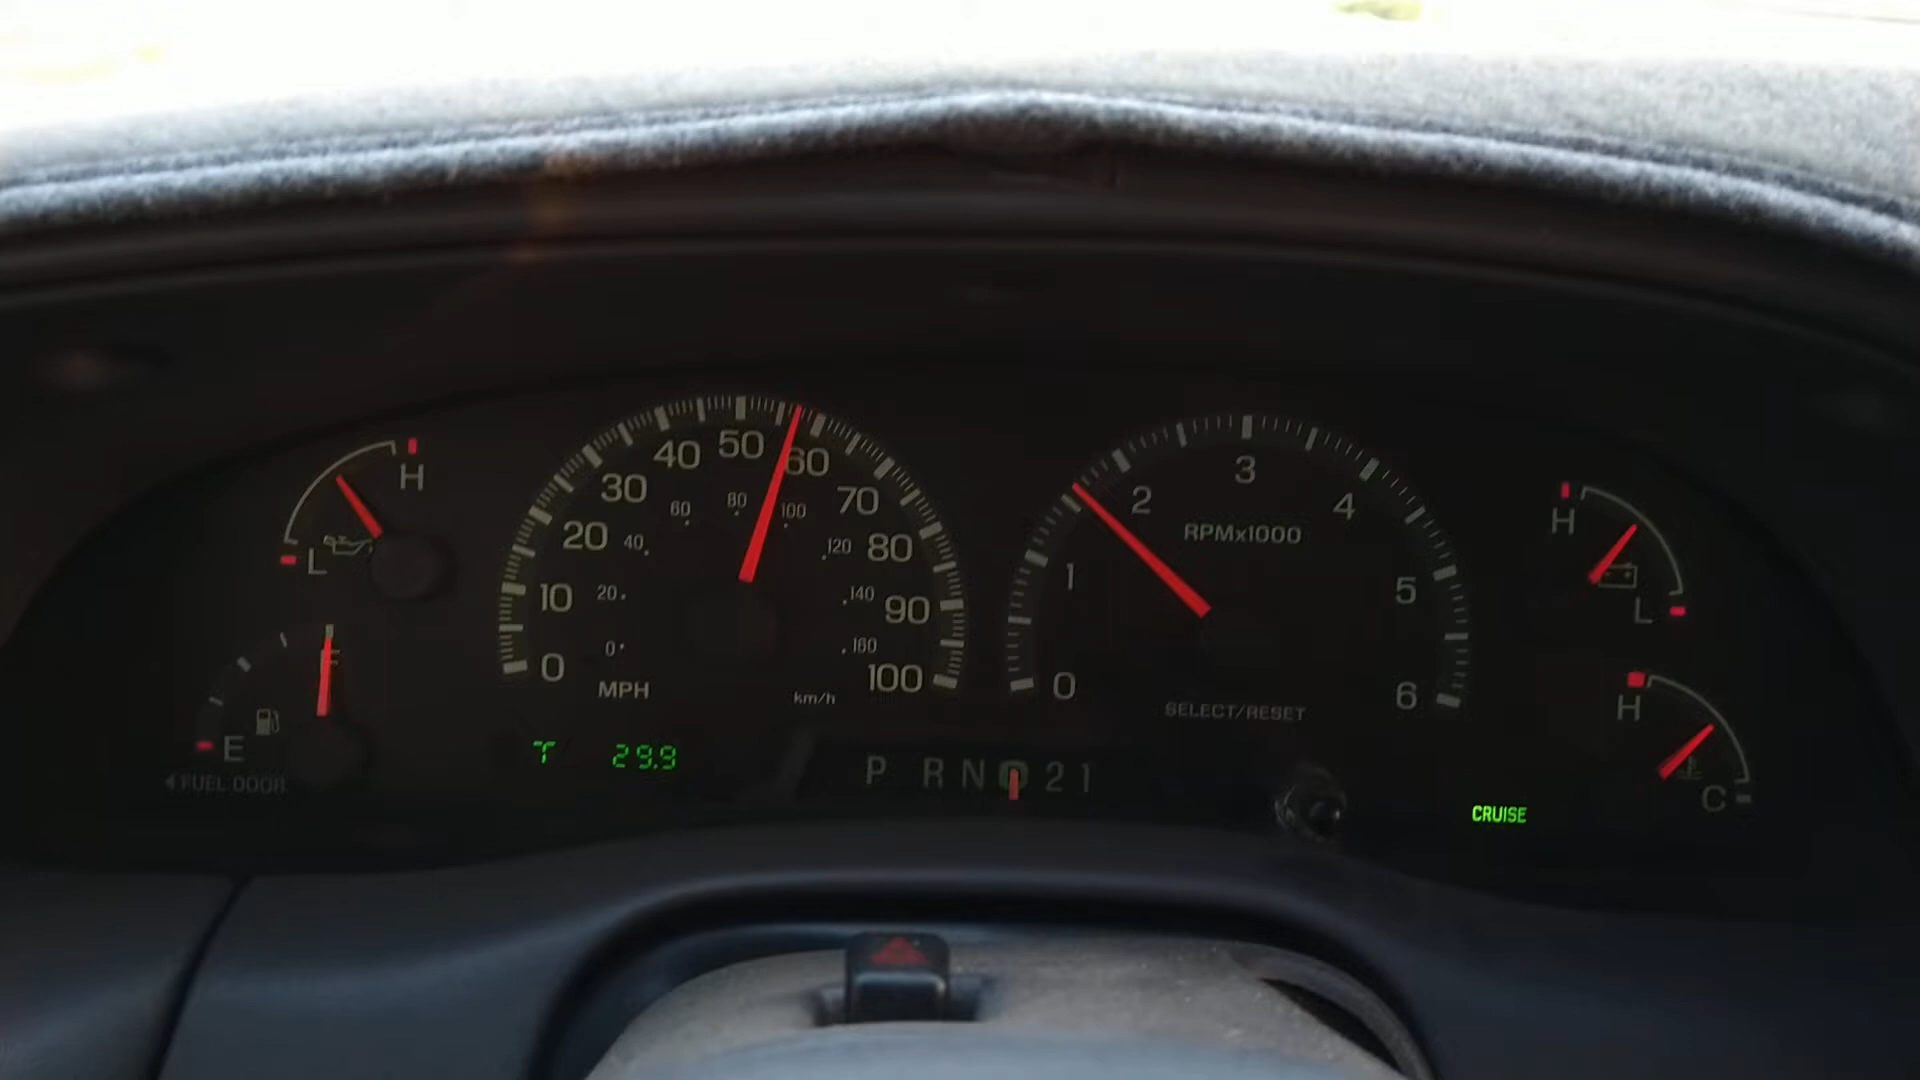 H
L
F
E
◀ FUEL DOOR
0 10 20 30 40 50 60 70 80 90 100
0 20 40 60 80 100 120 140 160
MPH
km/h
T 29.9
P R N D 2 1
0 1 2 3 4 5 6
RPMx1000
SELECT/RESET
CRUISE
H
L
H
C